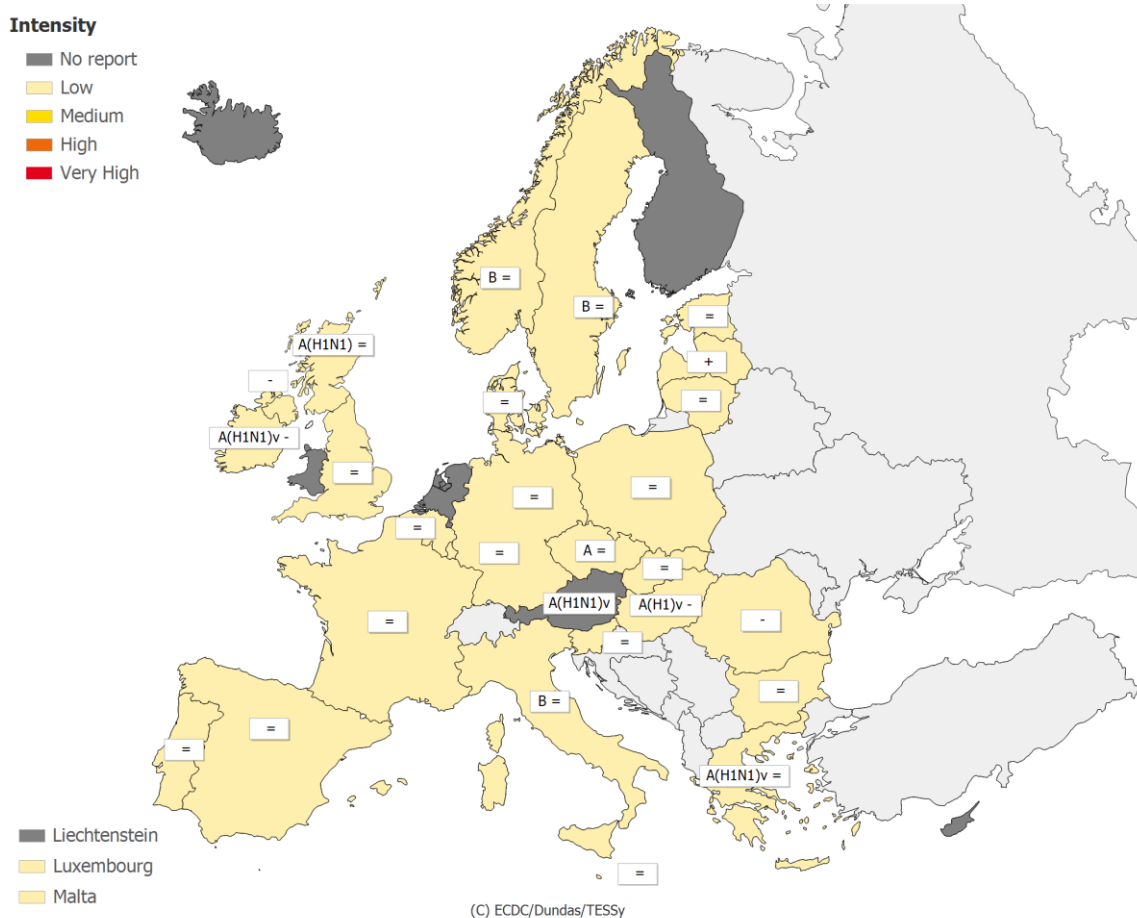 Intensity
No report
Low
Medium
High
Very High
B =
B =
=
A(H1N1) =
+
-
=
=
A(H1N1)v -
=
=
=
=
A =
=
=
A(H1N1)v
A(H1)v -
=
-
=
B =
=
=
=
A(H1N1)v =
=
Liechtenstein
Luxembourg
Malta
(C) ECDC/Dundas/TESSy